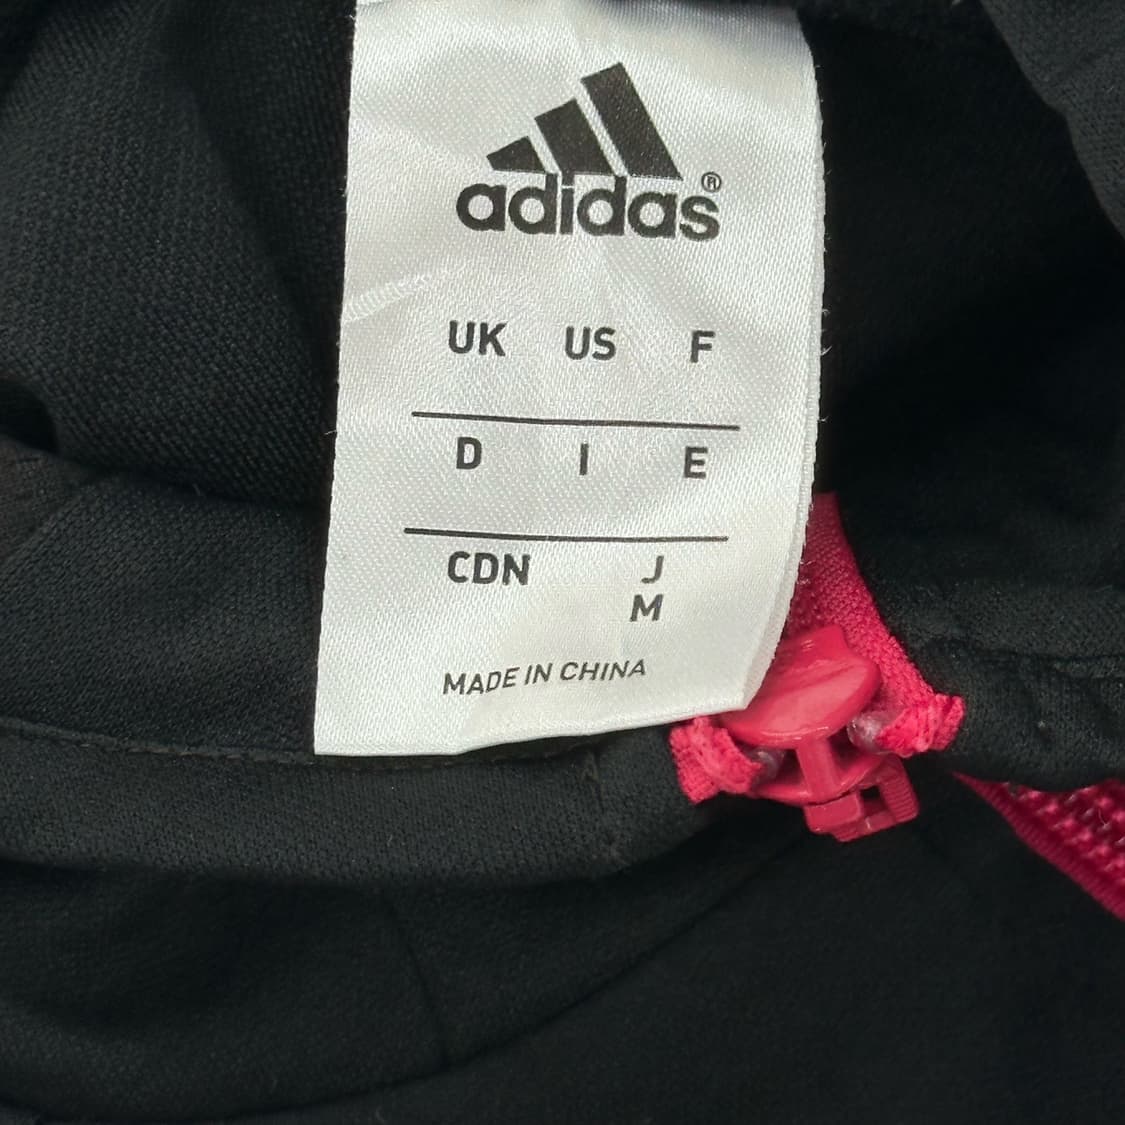 adidas®
UK US F
D I E
CDN J
M
MADE IN CHINA